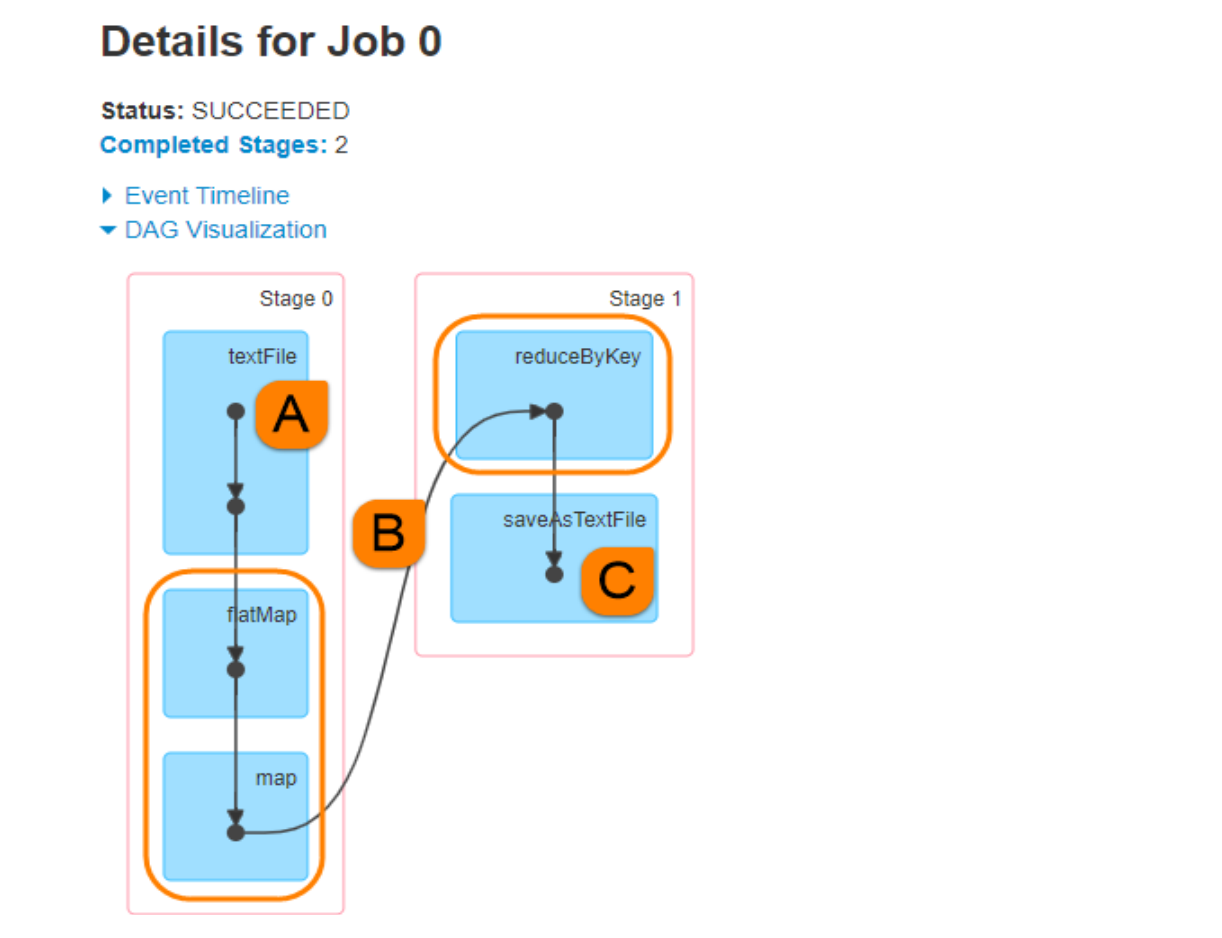 Details for Job 0
Status: SUCCEEDED
Completed Stages: 2
Event Timeline
DAG Visualization
Stage 0
textFile
A
flatMap
map
B
Stage 1
reduceByKey
saveAsTextFile
C